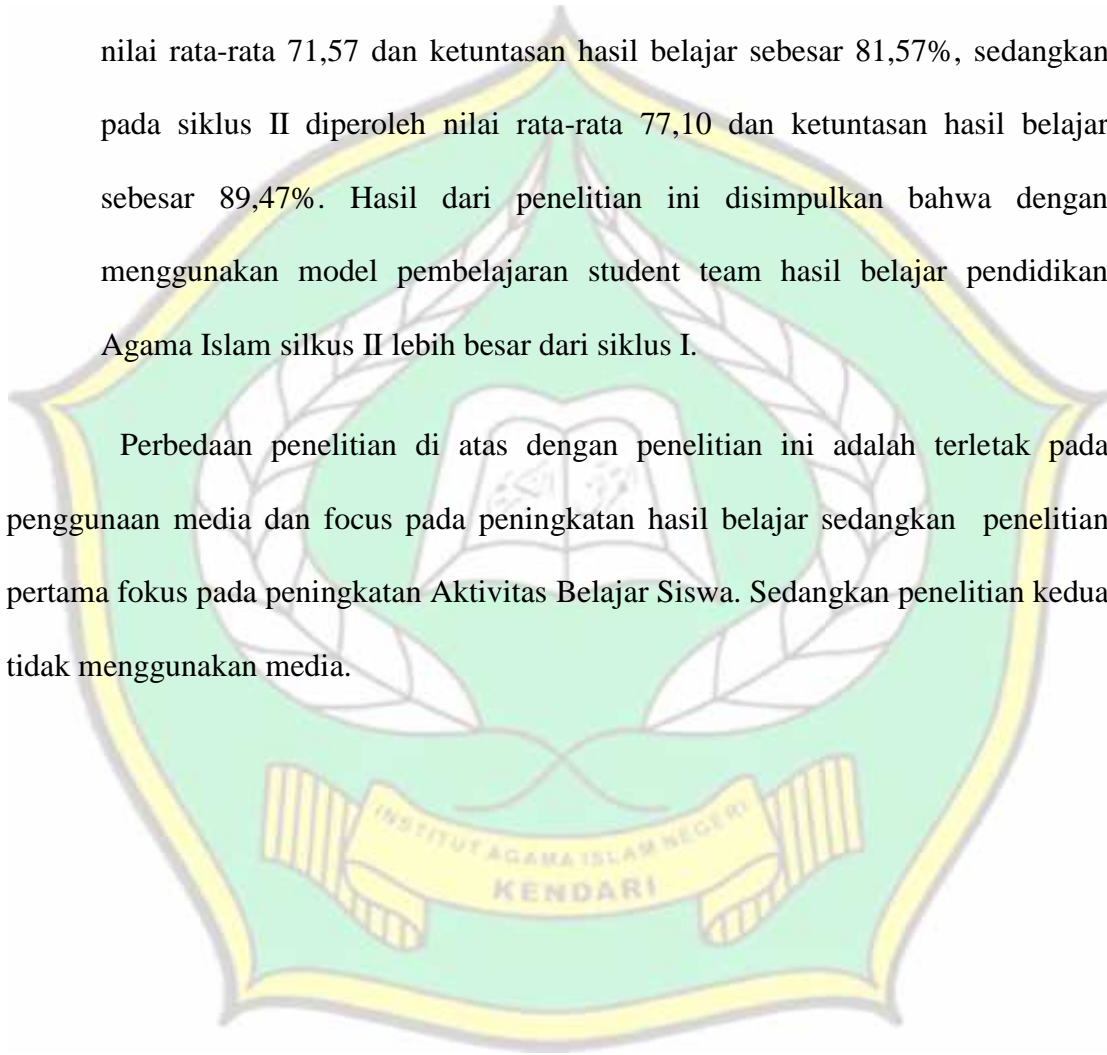 nilai rata-rata 71,57 dan ketuntasan hasil belajar sebesar 81,57%, sedangkan
pada siklus II diperoleh nilai rata-rata 77,10 dan ketuntasan hasil belajar
sebesar 89,47%. Hasil dari penelitian ini disimpulkan bahwa dengan
menggunakan model pembelajaran student team hasil belajar pendidikan
Agama Islam silkus II lebih besar dari siklus I.
Perbedaan penelitian di atas dengan penelitian ini adalah terletak pada
penggunaan media dan focus pada peningkatan hasil belajar sedangkan penelitian
pertama fokus pada peningkatan Aktivitas Belajar Siswa. Sedangkan penelitian kedua
tidak menggunakan media.
INSTITUT AGAMA ISLAM NEGERI
KENDARI